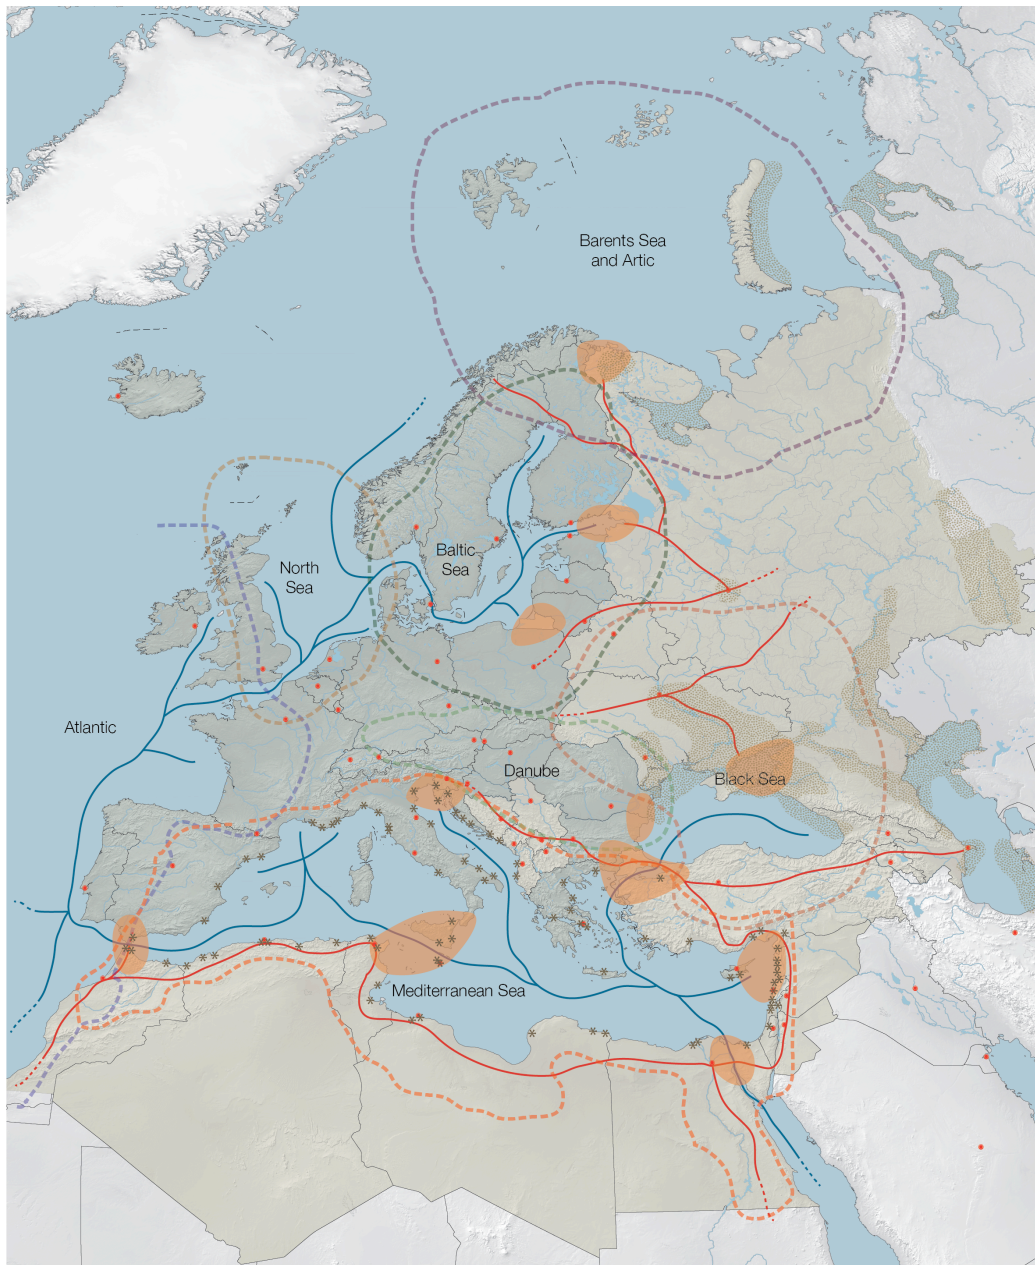 Barents Sea
and Artic
North
Sea
Baltic
Sea
Atlantic
Danube
Black Sea
Mediterranean Sea